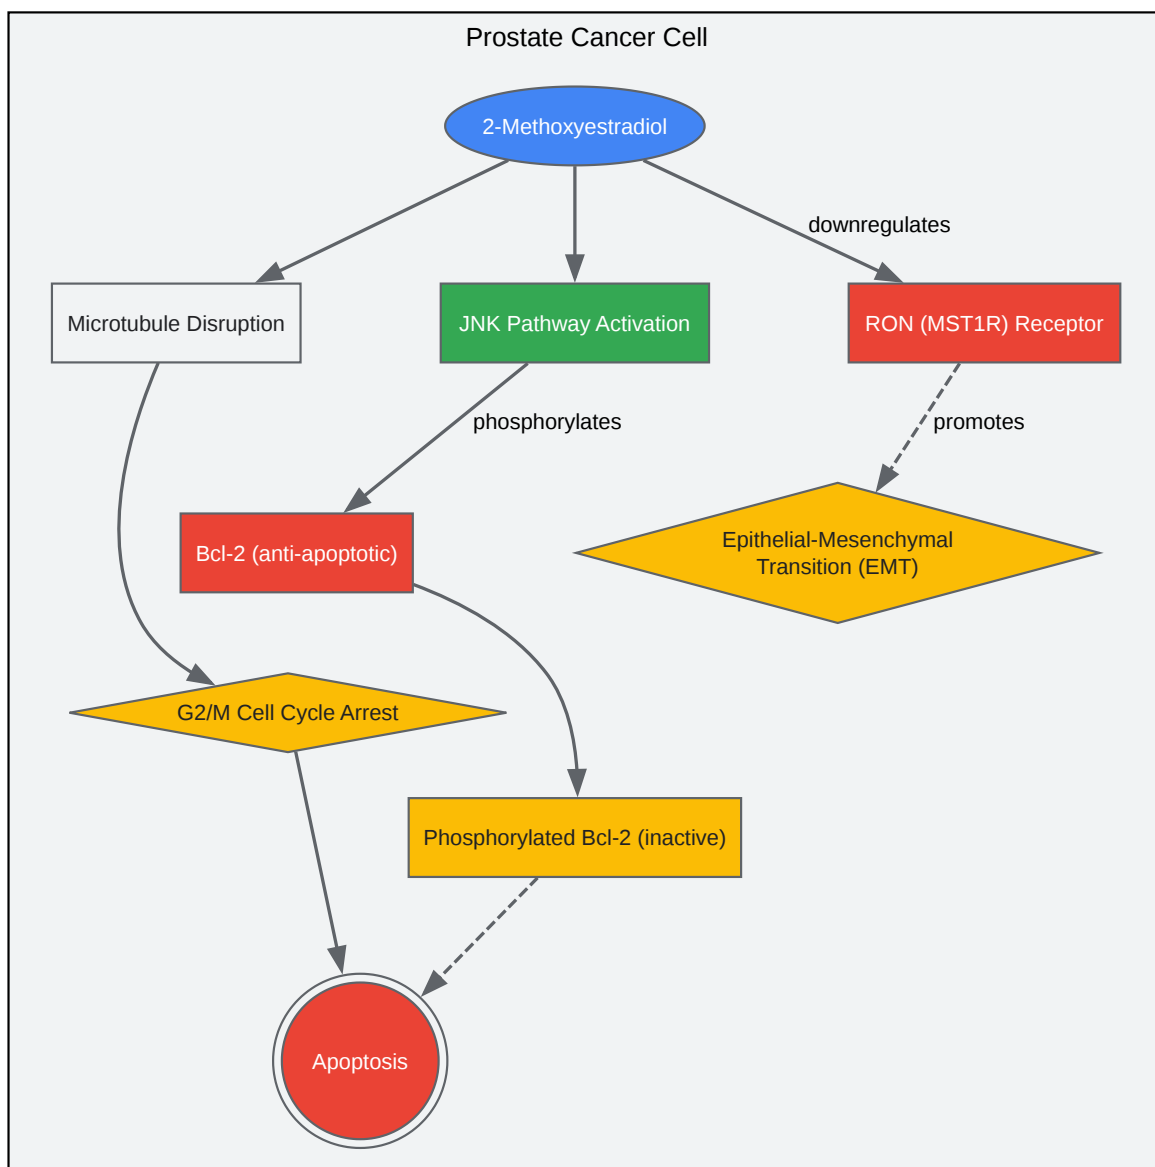 Prostate Cancer Cell
2-Methoxyestradiol
downregulates
Microtubule Disruption
JNK Pathway Activation
RON (MST1R) Receptor
phosphorylates
promotes
Bcl-2 (anti-apoptotic)
Epithelial-Mesenchymal
Transition (EMT)
G2/M Cell Cycle Arrest
Phosphorylated Bcl-2 (inactive)
Apoptosis